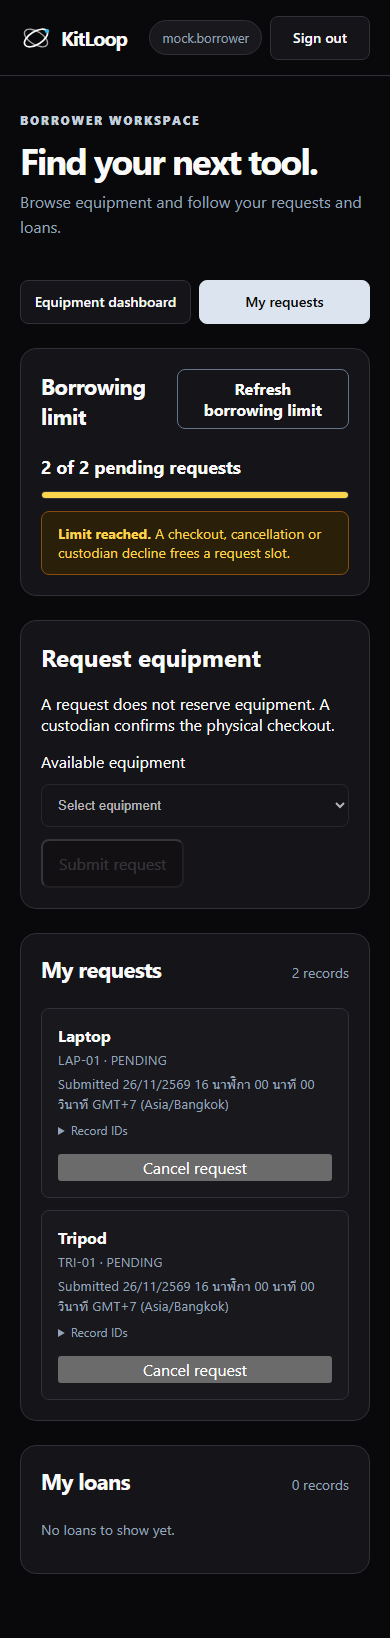 KitLoop
mock.borrower
Sign out
BORROWER WORKSPACE
Find your next tool.
Browse equipment and follow your requests and
loans.
Equipment dashboard
My requests
Borrowing
limit
Refresh
borrowing limit
2 of 2 pending requests
Limit reached. A checkout, cancellation or
custodian decline frees a request slot.
Request equipment
A request does not reserve equipment. A
custodian confirms the physical checkout.
Available equipment
Select equipment
Submit request
My requests
2 records
Laptop
LAP-01 · PENDING
Submitted 26/11/2569 16 นาฬิกา 00 นาที 00
วินาที GMT+7 (Asia/Bangkok)
Record IDs
Cancel request
Tripod
TRI-01 · PENDING
Submitted 26/11/2569 16 นาฬิกา 00 นาที 00
วินาที GMT+7 (Asia/Bangkok)
Record IDs
Cancel request
My loans
0 records
No loans to show yet.